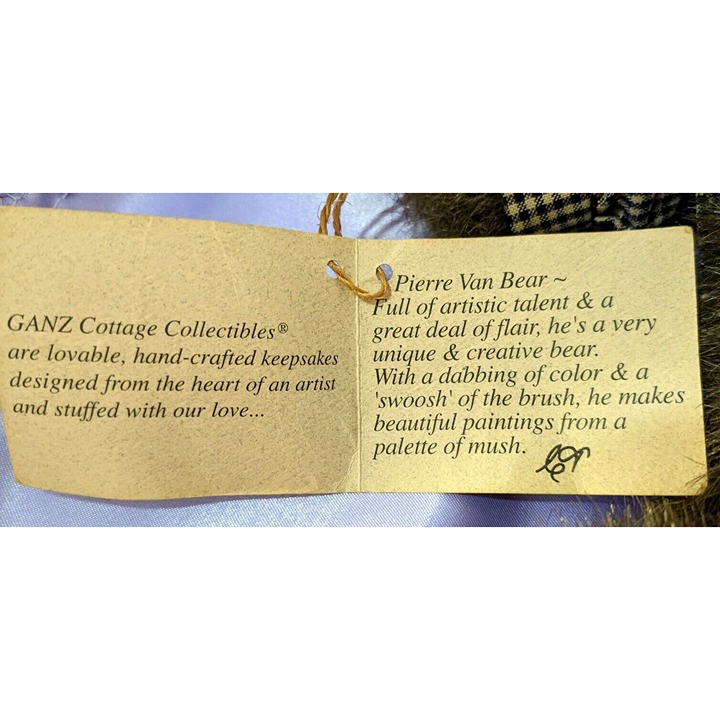 GANZ Cottage Collectibles®
are lovable, hand-crafted keepsakes
designed from the heart of an artist
and stuffed with our love...
Pierre Van Bear ~
Full of artistic talent & a
great deal of flair, he's a very
unique & creative bear.
With a dabbing of color & a
'swoosh' of the brush, he makes
beautiful paintings from a
palette of mush.